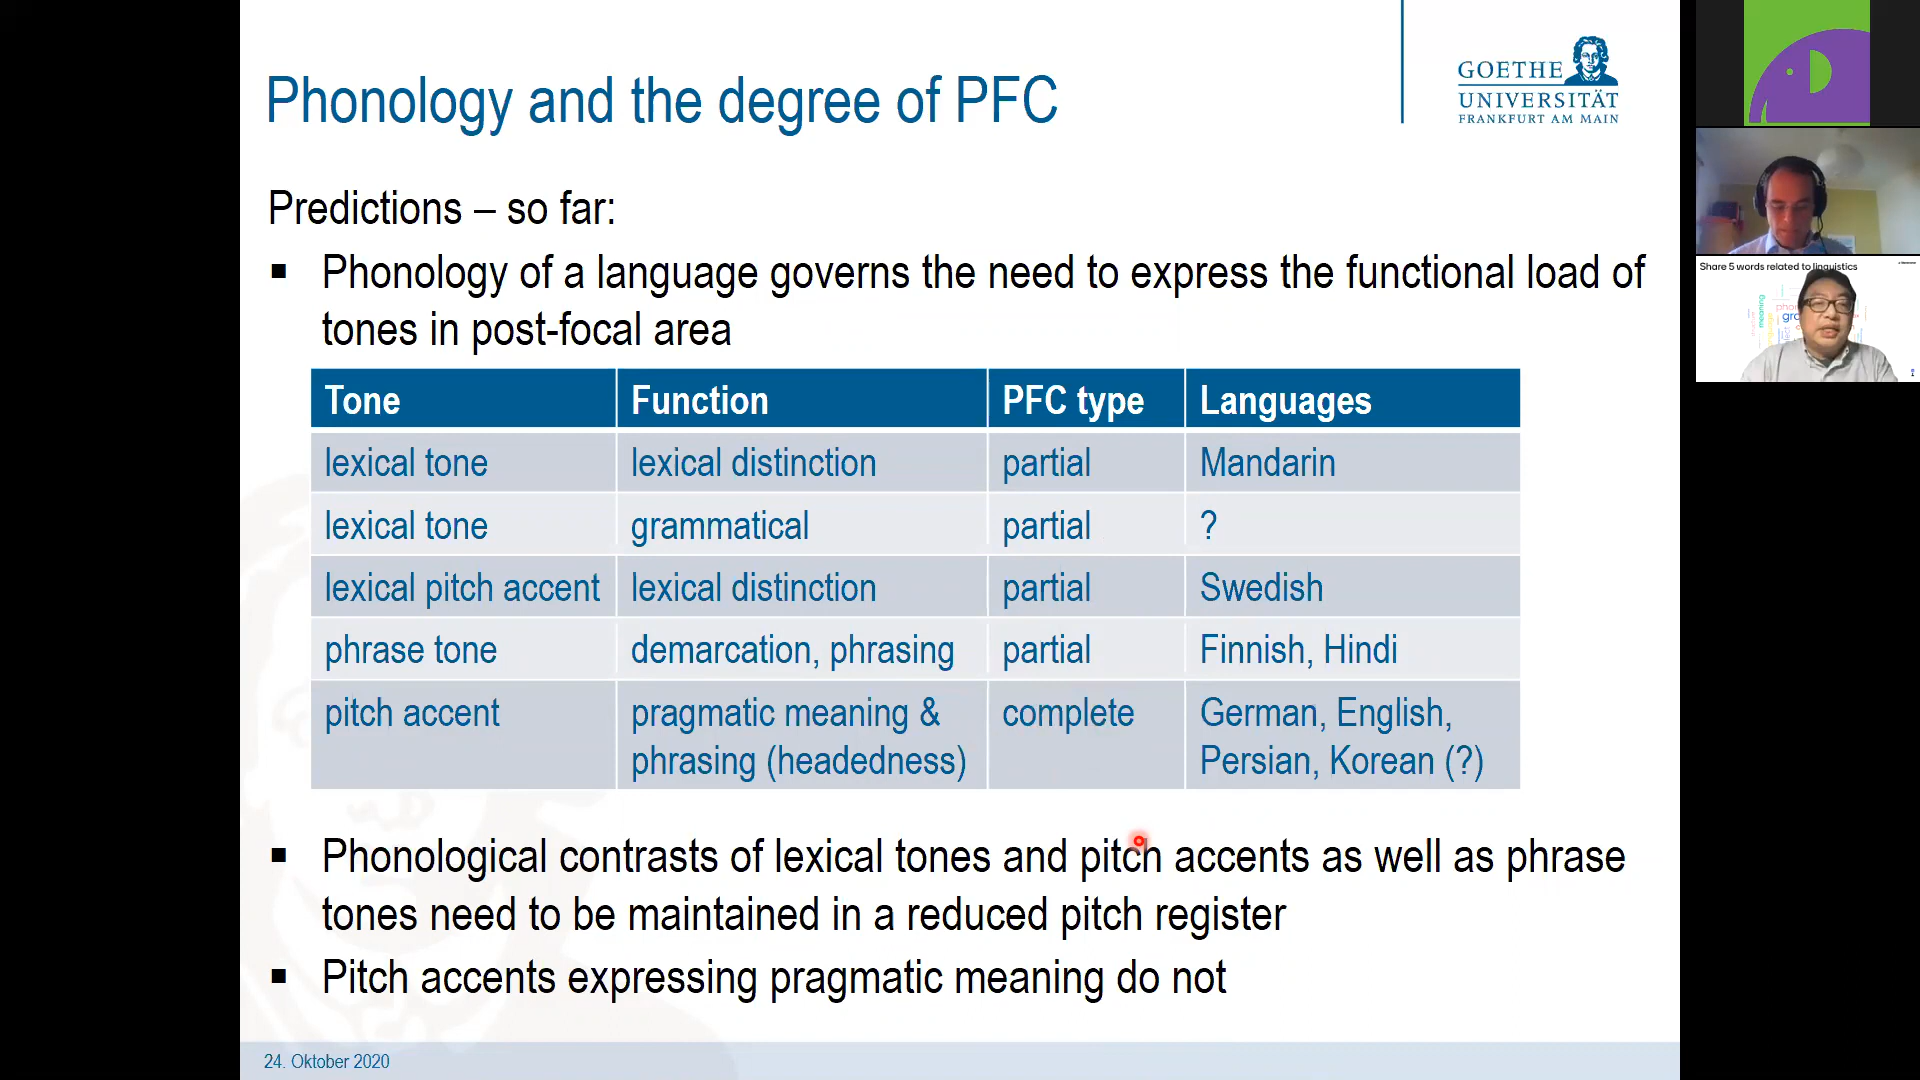 Phonology and the degree of PFC
GOETHE
UNIVERSITÄT
FRANKFURT AM MAIN
Predictions – so far:
▪ Phonology of a language governs the need to express the functional load of
tones in post-focal area
Tone Function PFC type Languages
lexical tone lexical distinction partial Mandarin
lexical tone grammatical partial ?
lexical pitch accent lexical distinction partial Swedish
phrase tone demarcation, phrasing partial Finnish, Hindi
pitch accent pragmatic meaning & complete German, English,
phrasing (headedness) Persian, Korean (?)
▪ Phonological contrasts of lexical tones and pitch accents as well as phrase
tones need to be maintained in a reduced pitch register
▪ Pitch accents expressing pragmatic meaning do not
24. Oktober 2020
Share 5 words related to linguistics
meaning